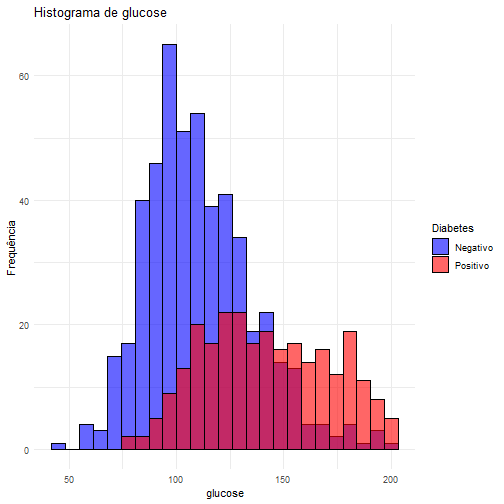 Histograma de glucose
60
40
20
0
Frequência
50
100
150
200
glucose
Diabetes
Negativo
Positivo